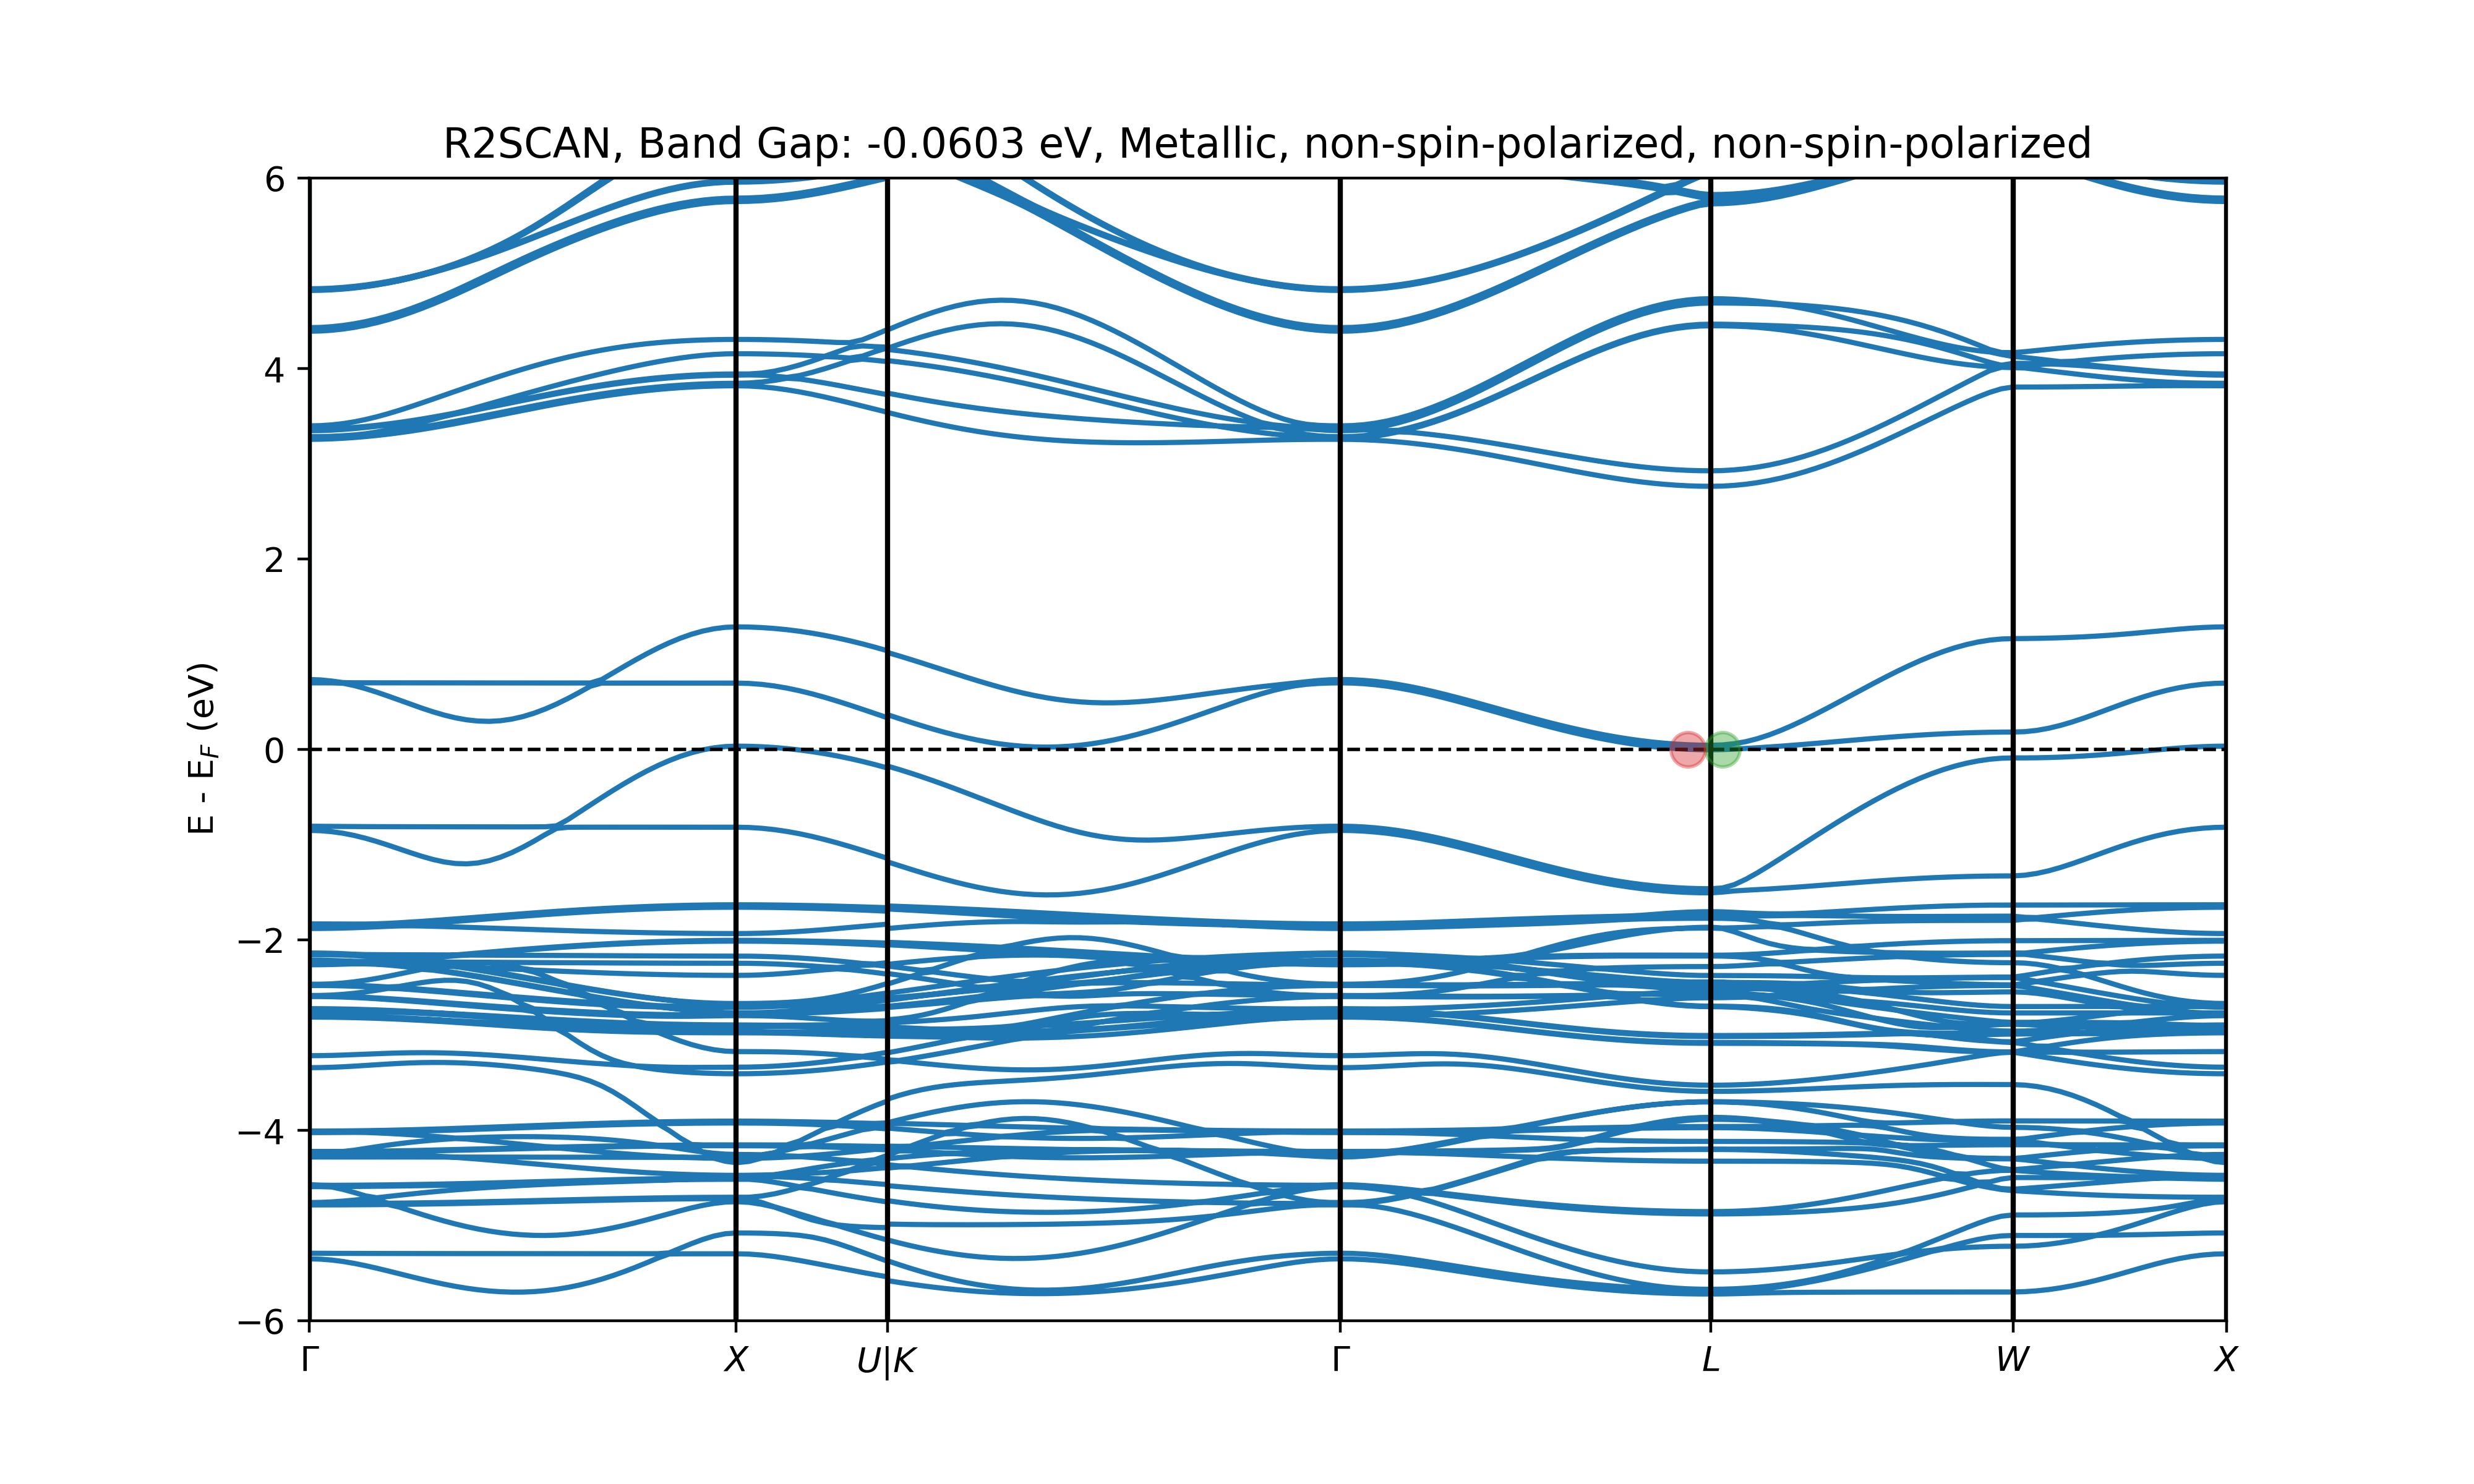 R2SCAN, Band Gap: -0.0603 eV, Metallic, non-spin-polarized, non-spin-polarized
6
4
2
0
−2
−4
−6
E - E_F (eV)
Γ X U|K Γ L W X